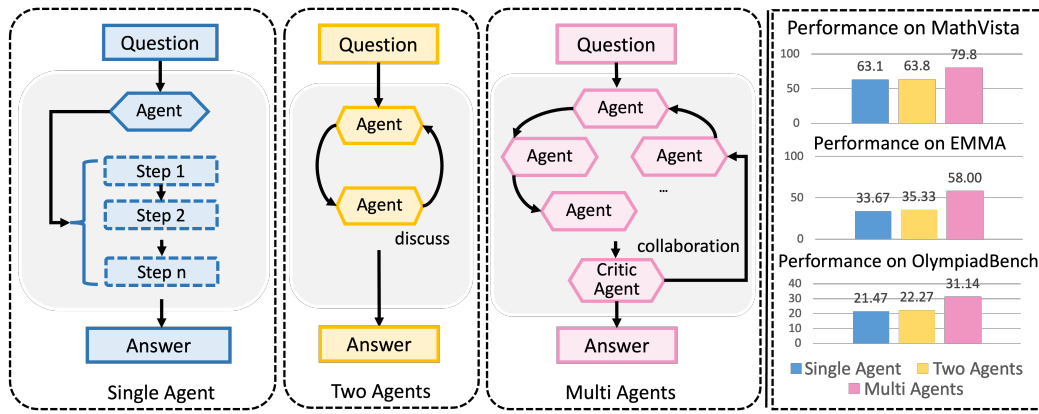 Question
Agent
Step 1
Step 2
Step n
Answer
Single Agent
Question
Agent
Agent
discuss
Answer
Two Agents
Question
Agent
Agent
Agent
...
Agent
collaboration
Critic
Agent
Answer
Multi Agents
Performance on MathVista
100
50
0
63.1
63.8
79.8
Performance on EMMA
100
50
0
33.67
35.33
58.00
Performance on OlympiadBench
40
30
20
10
0
21.47
22.27
31.14
Single Agent
Two Agents
Multi Agents